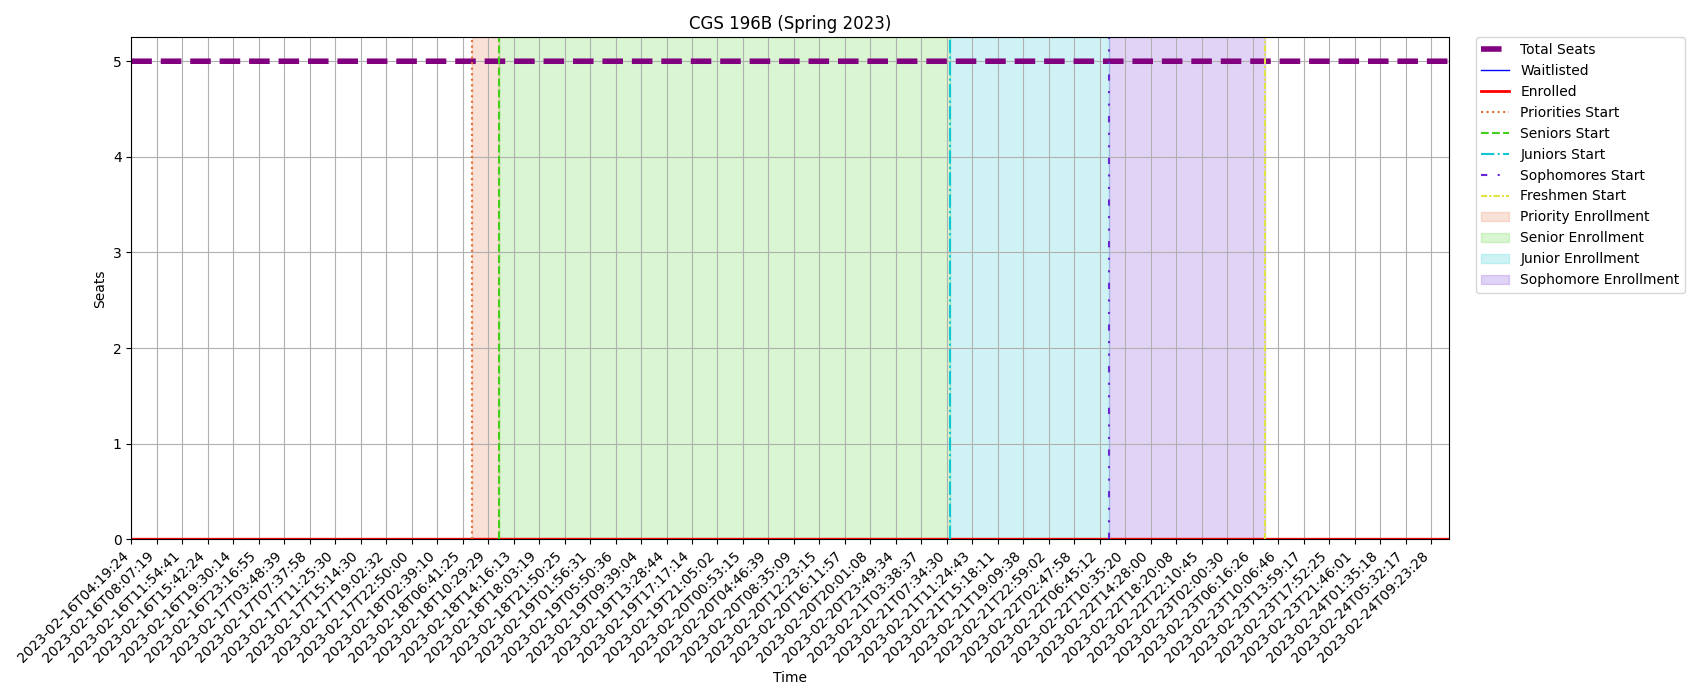 CGS 196B (Spring 2023)
Seats
5
4
3
2
1
0
2023-02-16T04:19:24
2023-02-16T08:07:19
2023-02-16T11:54:41
2023-02-16T15:42:24
2023-02-16T19:30:14
2023-02-16T23:16:55
2023-02-17T03:48:39
2023-02-17T07:37:58
2023-02-17T11:25:30
2023-02-17T15:14:30
2023-02-17T19:02:32
2023-02-17T22:50:00
2023-02-18T02:39:10
2023-02-18T06:41:25
2023-02-18T10:29:29
2023-02-18T14:16:13
2023-02-18T18:03:19
2023-02-18T21:50:25
2023-02-19T01:56:31
2023-02-19T05:50:36
2023-02-19T09:39:04
2023-02-19T13:28:44
2023-02-19T17:17:14
2023-02-19T21:05:02
2023-02-20T00:53:15
2023-02-20T04:46:39
2023-02-20T08:35:09
2023-02-20T12:23:15
2023-02-20T16:11:57
2023-02-20T20:01:08
2023-02-20T23:49:34
2023-02-21T03:38:37
2023-02-21T07:34:30
2023-02-21T11:24:43
2023-02-21T15:18:11
2023-02-21T19:09:38
2023-02-21T22:59:02
2023-02-22T02:47:58
2023-02-22T06:45:12
2023-02-22T10:35:20
2023-02-22T14:28:00
2023-02-22T18:20:08
2023-02-22T22:10:45
2023-02-23T02:00:30
2023-02-23T06:16:26
2023-02-23T10:06:46
2023-02-23T13:59:17
2023-02-23T17:52:25
2023-02-23T21:46:01
2023-02-24T01:35:18
2023-02-24T05:32:17
2023-02-24T09:23:28
Time
Total Seats
Waitlisted
Enrolled
Priorities Start
Seniors Start
Juniors Start
Sophomores Start
Freshmen Start
Priority Enrollment
Senior Enrollment
Junior Enrollment
Sophomore Enrollment